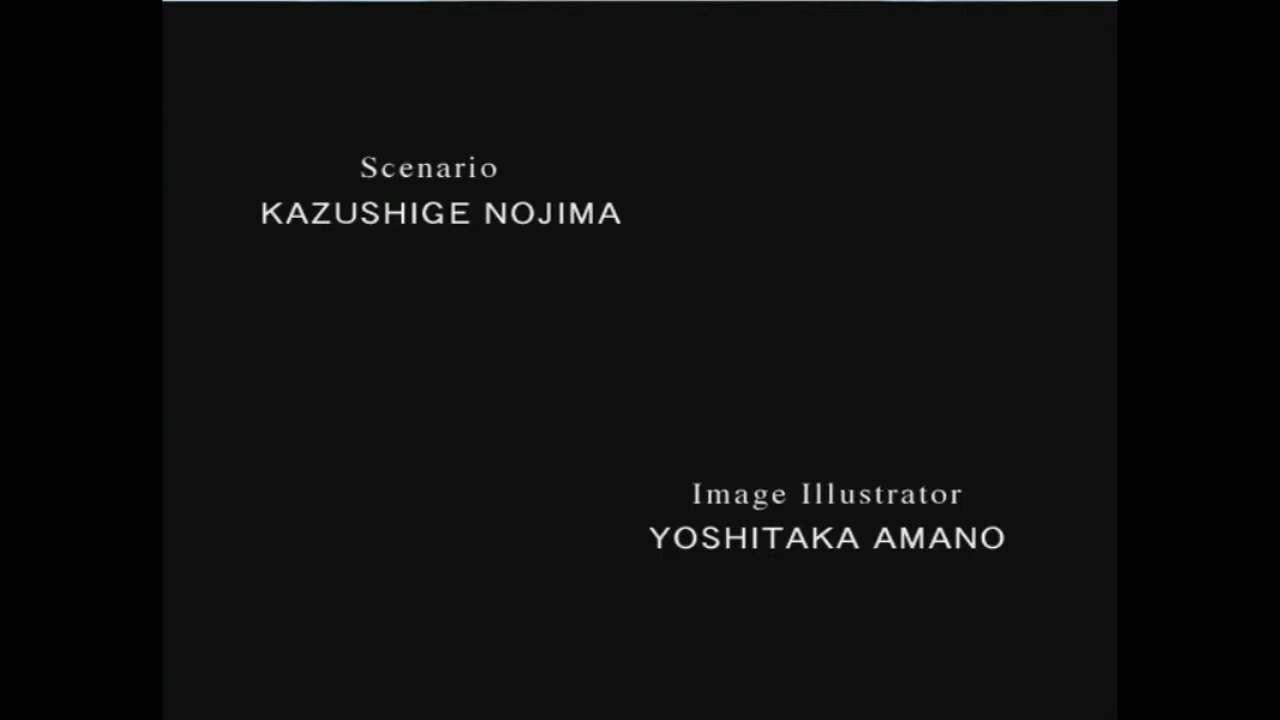 Scenario
KAZUSHIGE NOJIMA
Image Illustrator
YOSHITAKA AMANO